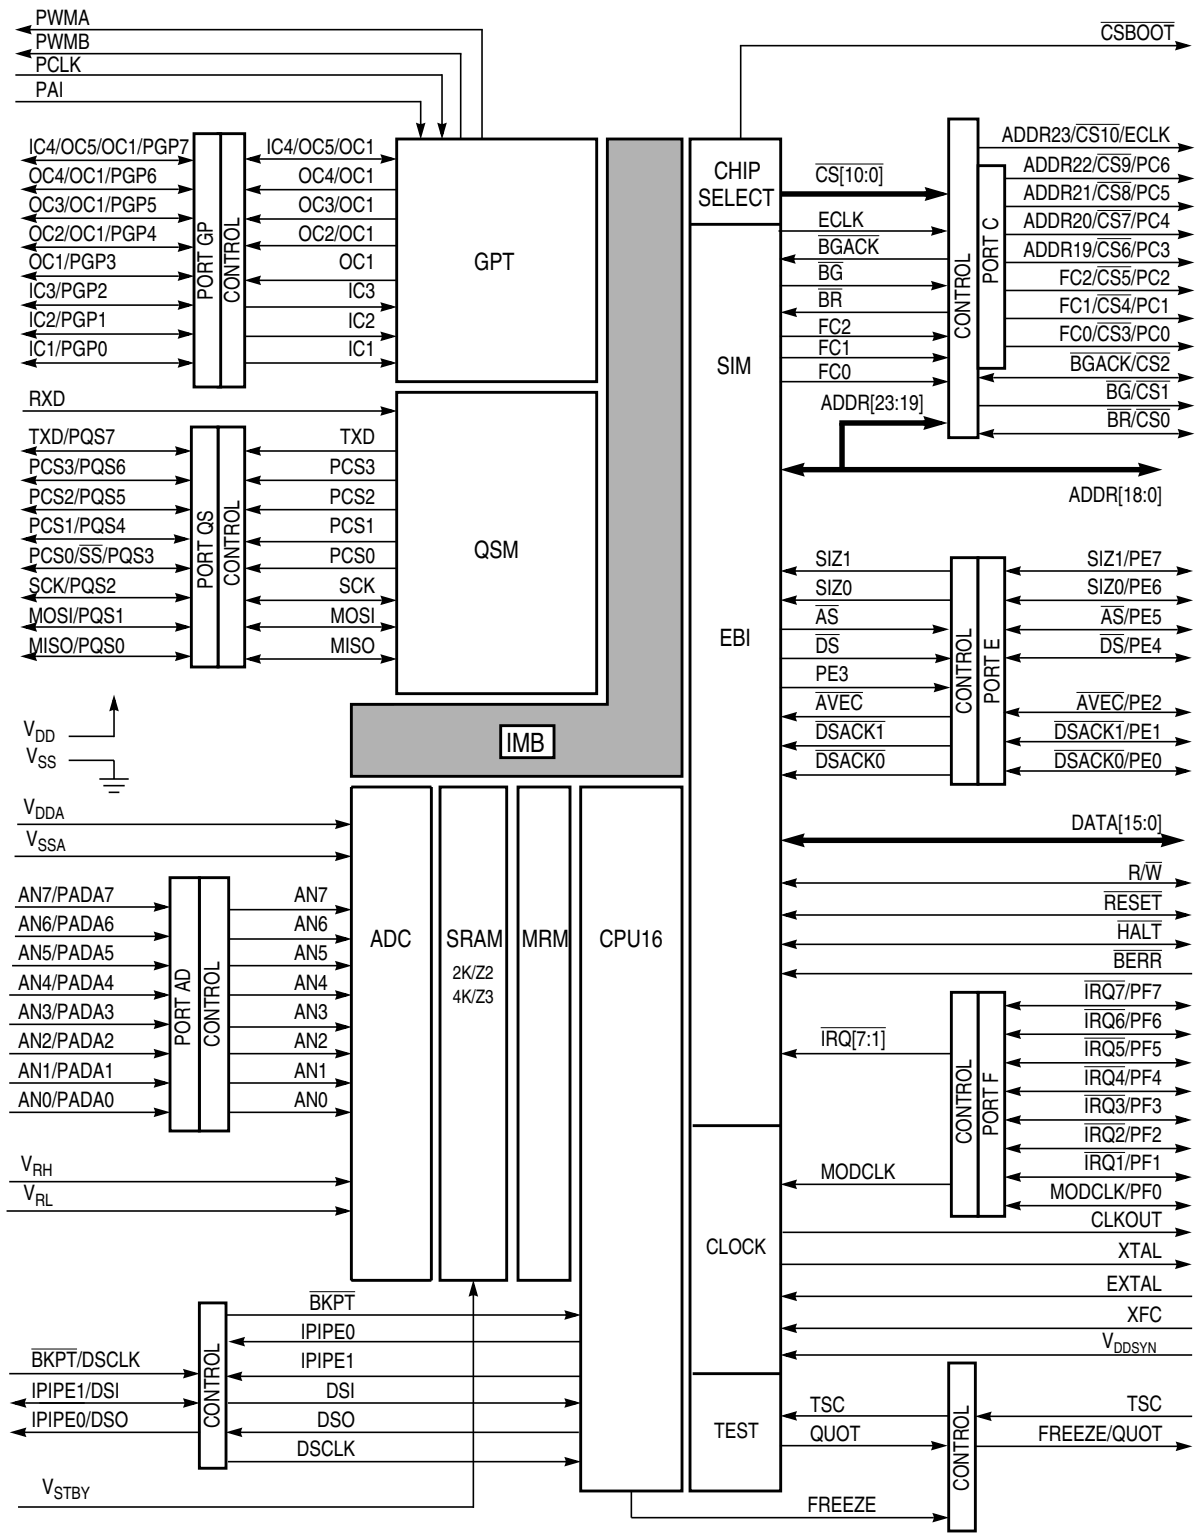 PWMA
PWMB
PCLK
PAI
CSBOOT
IC4/OC5/OC1/PGP7
OC4/OC1/PGP6
OC3/OC1/PGP5
OC2/OC1/PGP4
OC1/PGP3
IC3/PGP2
IC2/PGP1
IC1/PGP0
PORT GP
CONTROL
IC4/OC5/OC1
OC4/OC1
OC3/OC1
OC2/OC1
OC1
IC3
IC2
IC1
GPT
RXD
TXD/PQS7
PCS3/PQS6
PCS2/PQS5
PCS1/PQS4
PCS0/SS/PQS3
SCK/PQS2
MOSI/PQS1
MISO/PQS0
PORT QS
CONTROL
TXD
PCS3
PCS2
PCS1
PCS0
SCK
MOSI
MISO
QSM
VDD
VSS
IMB
VDDA
VSSA
AN7/PADA7
AN6/PADA6
AN5/PADA5
AN4/PADA4
AN3/PADA3
AN2/PADA2
AN1/PADA1
AN0/PADA0
PORT AD
CONTROL
AN7
AN6
AN5
AN4
AN3
AN2
AN1
AN0
VRH
VRL
ADC
SRAM
2K/Z2
4K/Z3
MRM
CPU16
BKPT/DSCLK
IPIPE1/DSI
IPIPE0/DSO
CONTROL
BKPT
IPIPE0
IPIPE1
DSI
DSO
DSCLK
VSTBY
CHIP
SELECT
SIM
EBI
CLOCK
TEST
CS[10:0]
ECLK
BGACK
BG
BR
FC2
FC1
FC0
ADDR[23:19]
CONTROL
PORT C
ADDR23/CS10/ECLK
ADDR22/CS9/PC6
ADDR21/CS8/PC5
ADDR20/CS7/PC4
ADDR19/CS6/PC3
FC2/CS5/PC2
FC1/CS4/PC1
FC0/CS3/PC0
BGACK/CS2
BG/CS1
BR/CS0
ADDR[18:0]
SIZ1
SIZ0
AS
DS
PE3
AVEC
DSACK1
DSACK0
CONTROL
PORT E
SIZ1/PE7
SIZ0/PE6
AS/PE5
DS/PE4
AVEC/PE2
DSACK1/PE1
DSACK0/PE0
DATA[15:0]
R/W
RESET
HALT
BERR
IRQ[7:1]
MODCLK
CONTROL
PORT F
IRQ7/PF7
IRQ6/PF6
IRQ5/PF5
IRQ4/PF4
IRQ3/PF3
IRQ2/PF2
IRQ1/PF1
MODCLK/PF0
CLKOUT
XTAL
EXTAL
XFC
VDDSYN
TSC
QUOT
FREEZE
CONTROL
TSC
FREEZE/QUOT